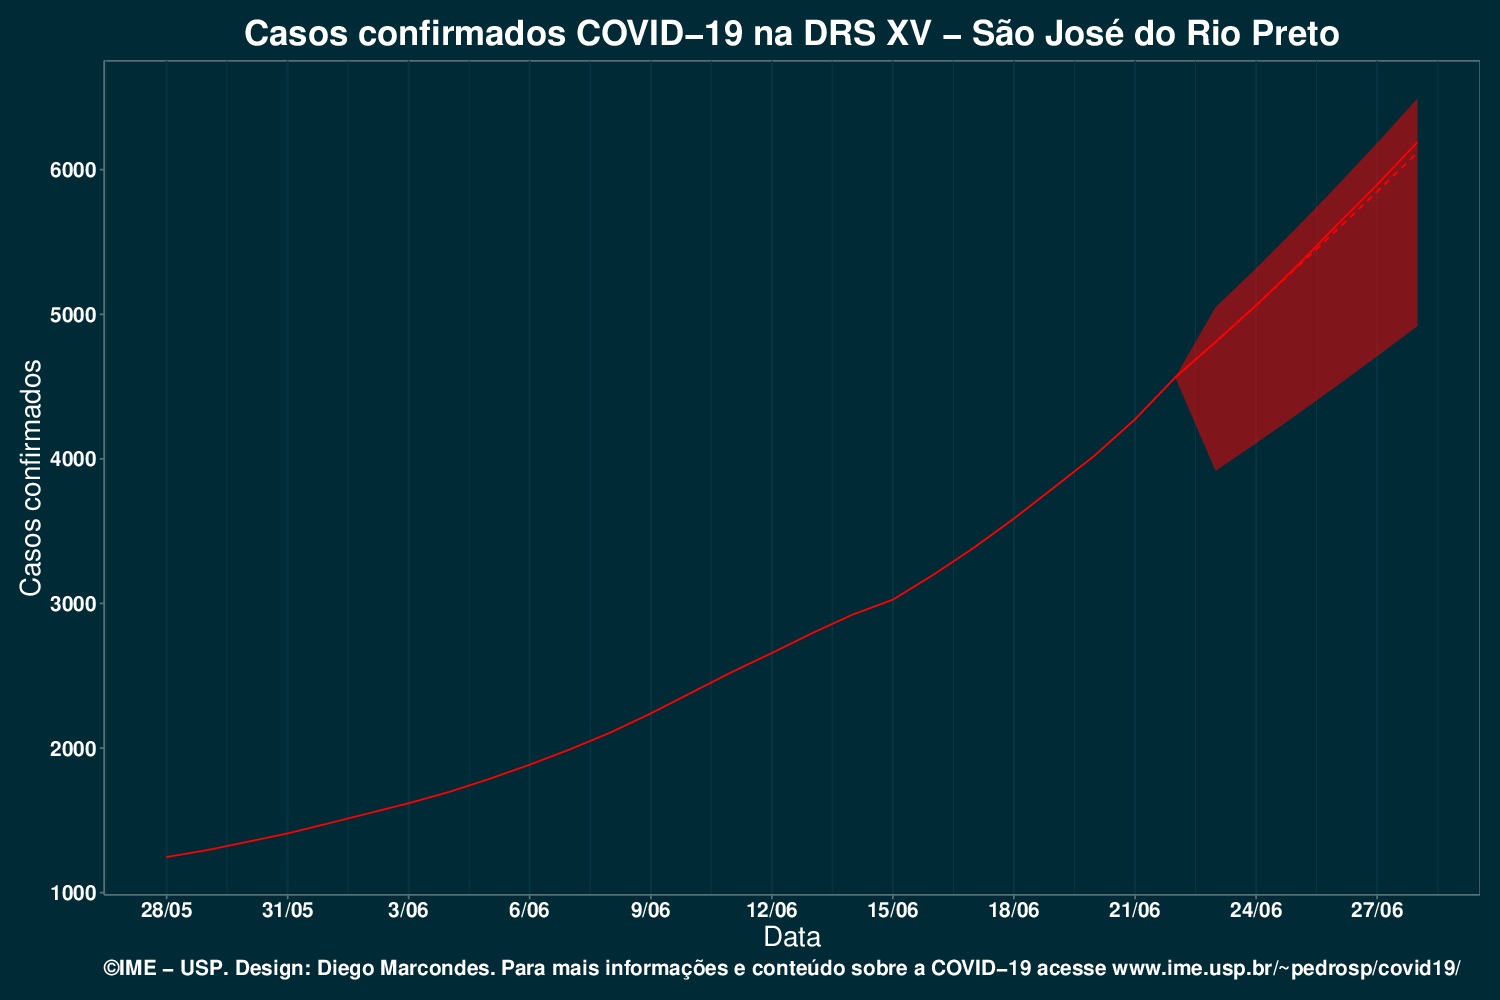 Casos confirmados COVID−19 na DRS XV − São José do Rio Preto
Casos confirmados
6000
5000
4000
3000
2000
1000
28/05 31/05 3/06 6/06 9/06 12/06 15/06 18/06 21/06 24/06 27/06
Data
©IME − USP. Design: Diego Marcondes. Para mais informações e conteúdo sobre a COVID−19 acesse www.ime.usp.br/~pedrosp/covid19/